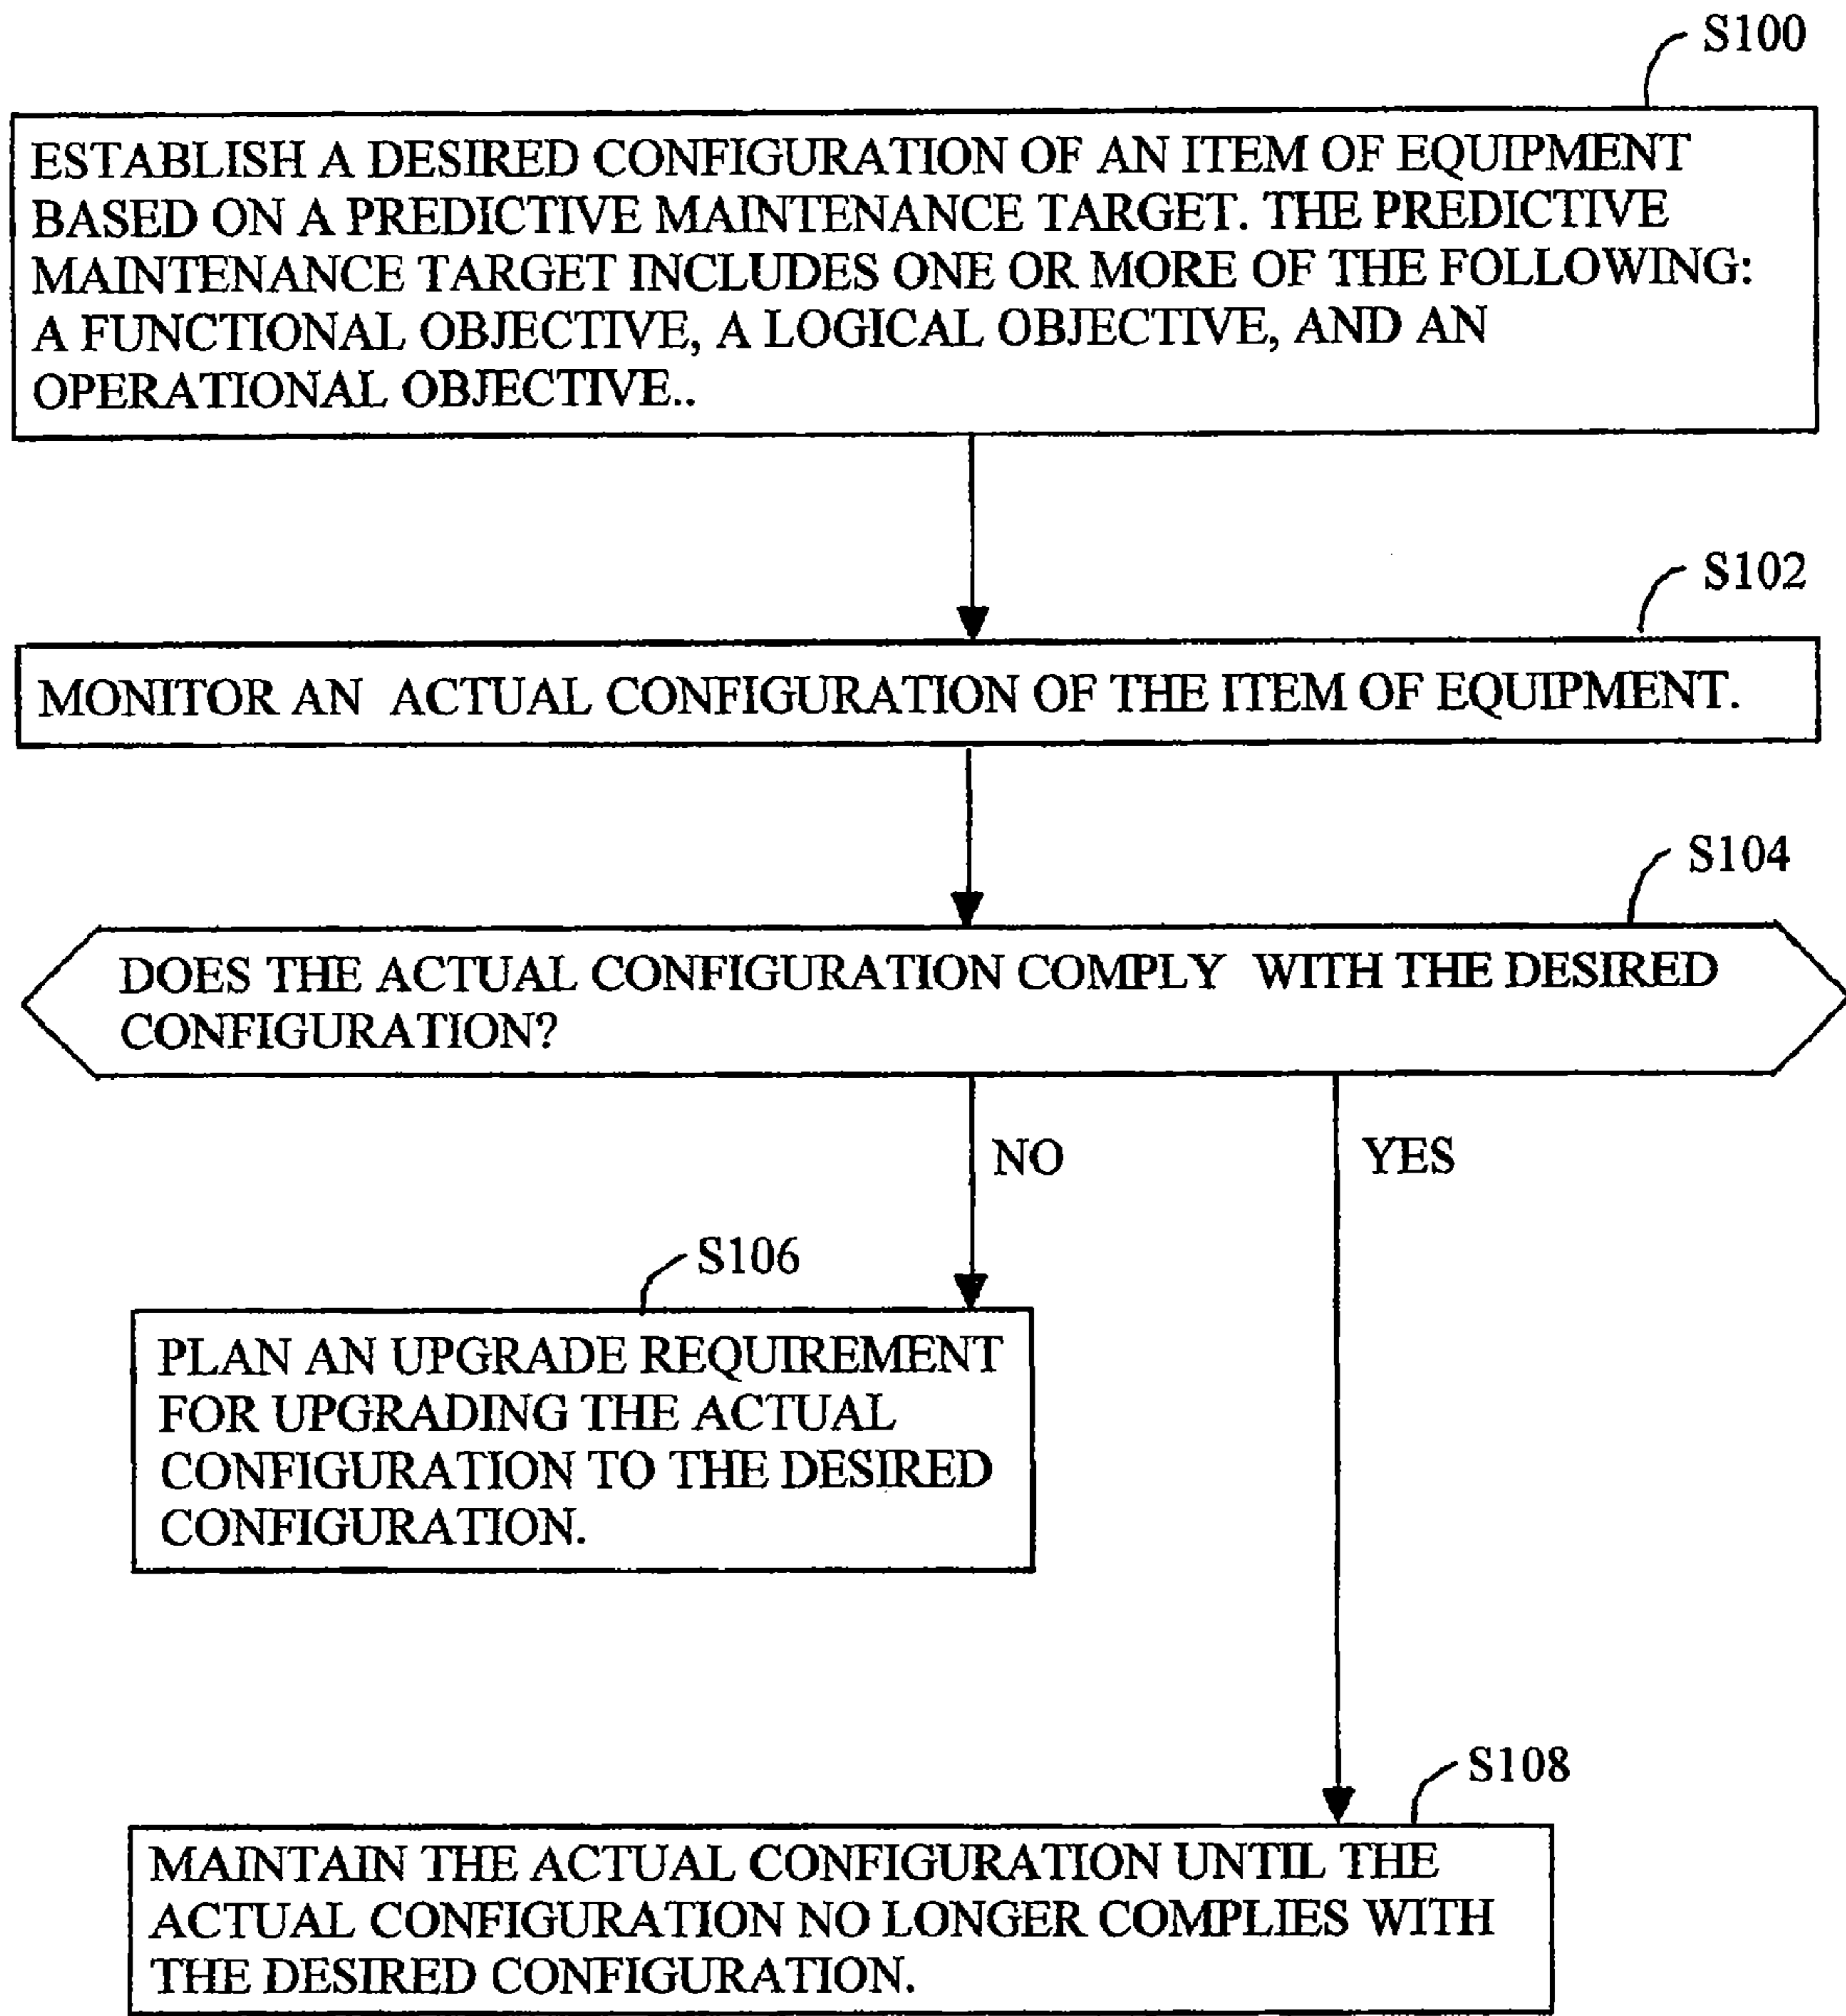 S100
ESTABLISH A DESIRED CONFIGURATION OF AN ITEM OF EQUIPMENT
BASED ON A PREDICTIVE MAINTENANCE TARGET. THE PREDICTIVE
MAINTENANCE TARGET INCLUDES ONE OR MORE OF THE FOLLOWING:
A FUNCTIONAL OBJECTIVE, A LOGICAL OBJECTIVE, AND AN
OPERATIONAL OBJECTIVE..
S102
MONITOR AN ACTUAL CONFIGURATION OF THE ITEM OF EQUIPMENT.
S104
DOES THE ACTUAL CONFIGURATION COMPLY WITH THE DESIRED
CONFIGURATION?
NO
YES
S106
PLAN AN UPGRADE REQUIREMENT
FOR UPGRADING THE ACTUAL
CONFIGURATION TO THE DESIRED
CONFIGURATION.
S108
MAINTAIN THE ACTUAL CONFIGURATION UNTIL THE
ACTUAL CONFIGURATION NO LONGER COMPLIES WITH
THE DESIRED CONFIGURATION.